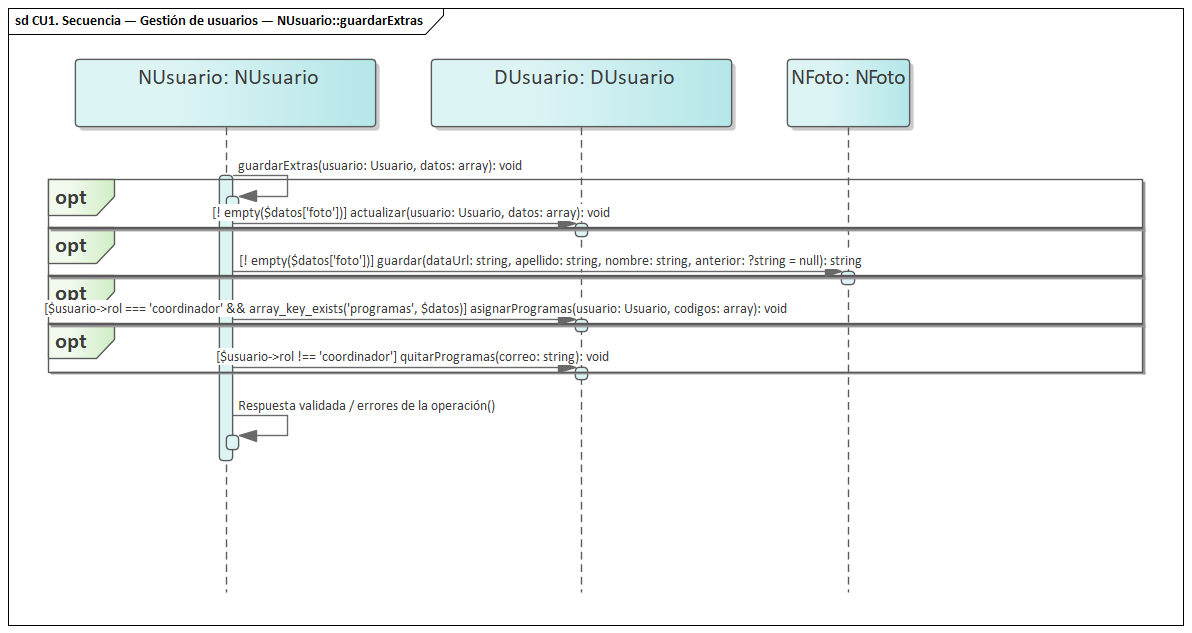 sd CU1. Secuencia — Gestión de usuarios — NUsuario::guardarExtras
NUsuario: NUsuario
DUsuario: DUsuario
NFoto: NFoto
guardarExtras(usuario: Usuario, datos: array): void
opt
[! empty($datos['foto'])] actualizar(usuario: Usuario, datos: array): void
opt
[! empty($datos['foto'])] guardar(dataUrl: string, apellido: string, nombre: string, anterior: ?string = null): string
opt
[$usuario->rol === 'coordinador' && array_key_exists('programas', $datos)] asignarProgramas(usuario: Usuario, codigos: array): void
opt
[$usuario->rol !== 'coordinador'] quitarProgramas(correo: string): void
Respuesta validada / errores de la operación()